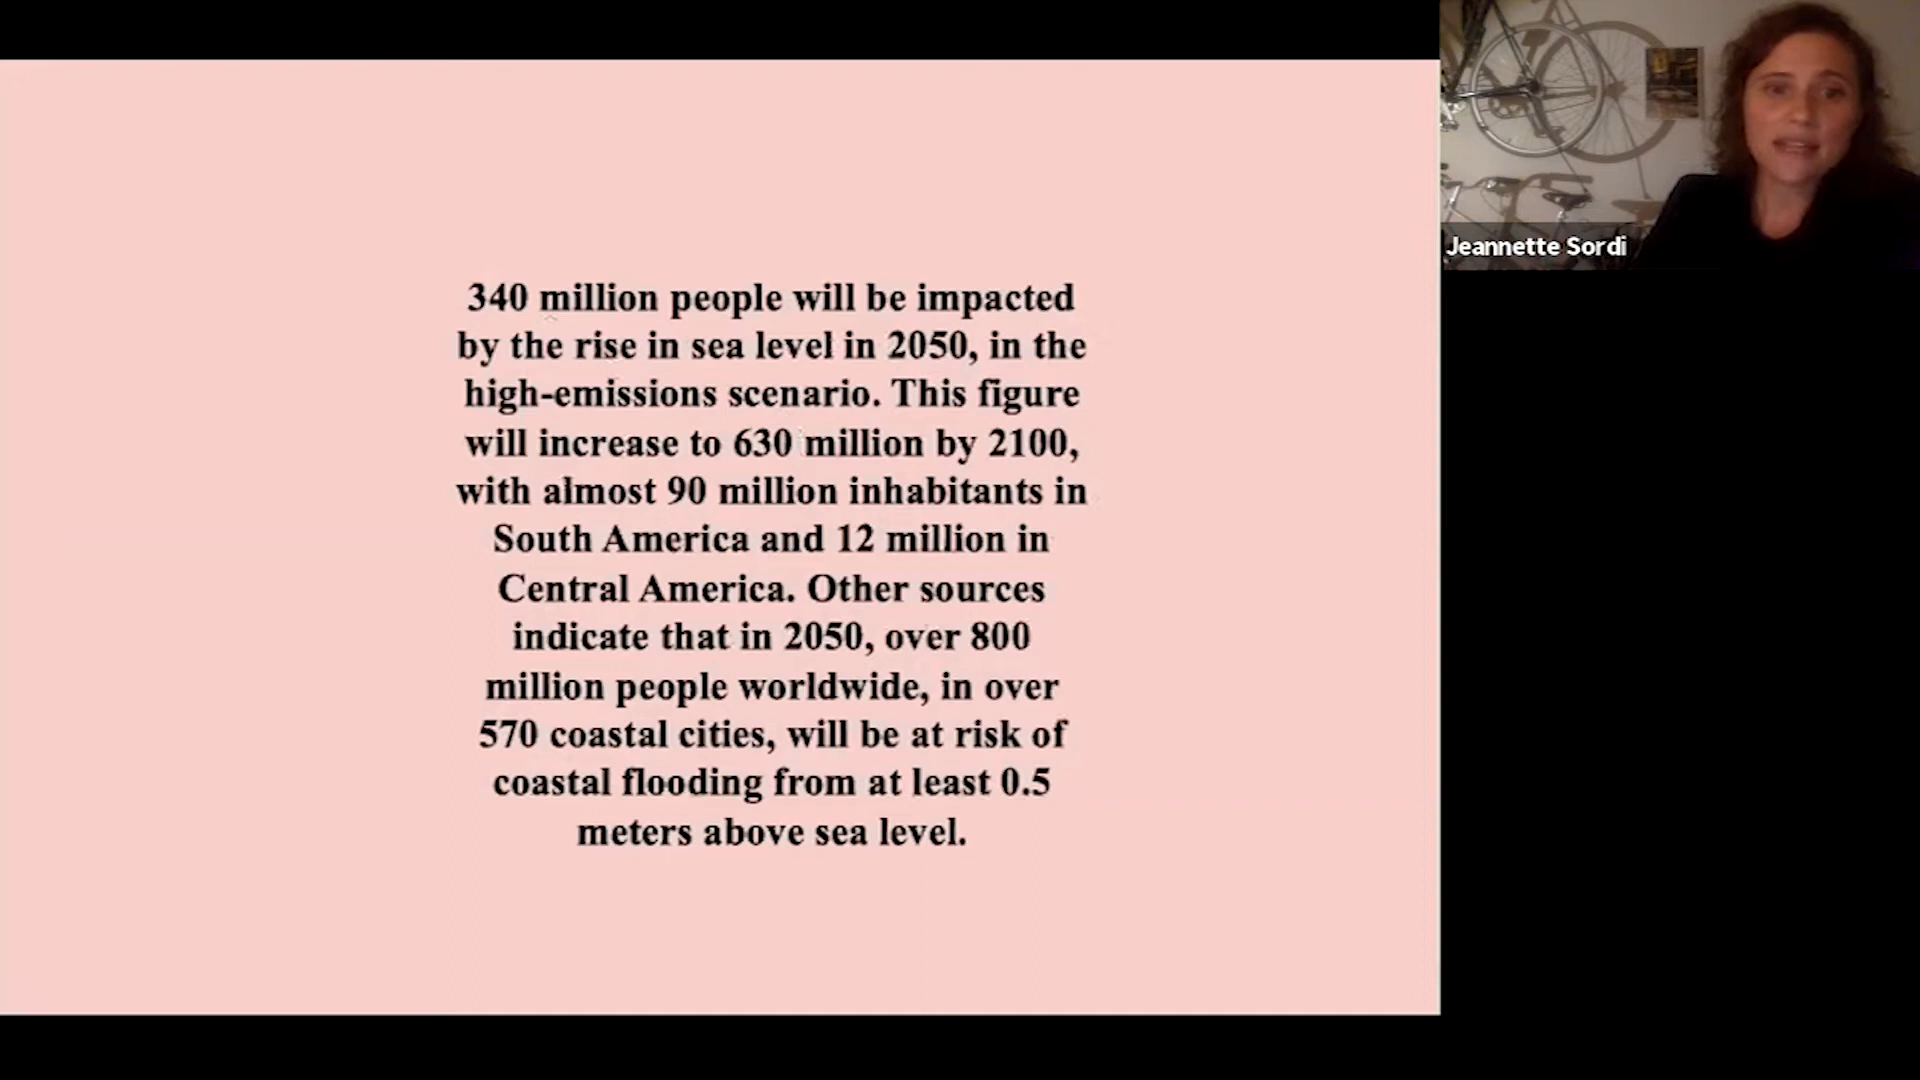 340 million people will be impacted
by the rise in sea level in 2050, in the
high-emissions scenario. This figure
will increase to 630 million by 2100,
with almost 90 million inhabitants in
South America and 12 million in
Central America. Other sources
indicate that in 2050, over 800
million people worldwide, in over
570 coastal cities, will be at risk of
coastal flooding from at least 0.5
meters above sea level.
Jeannette Sordi